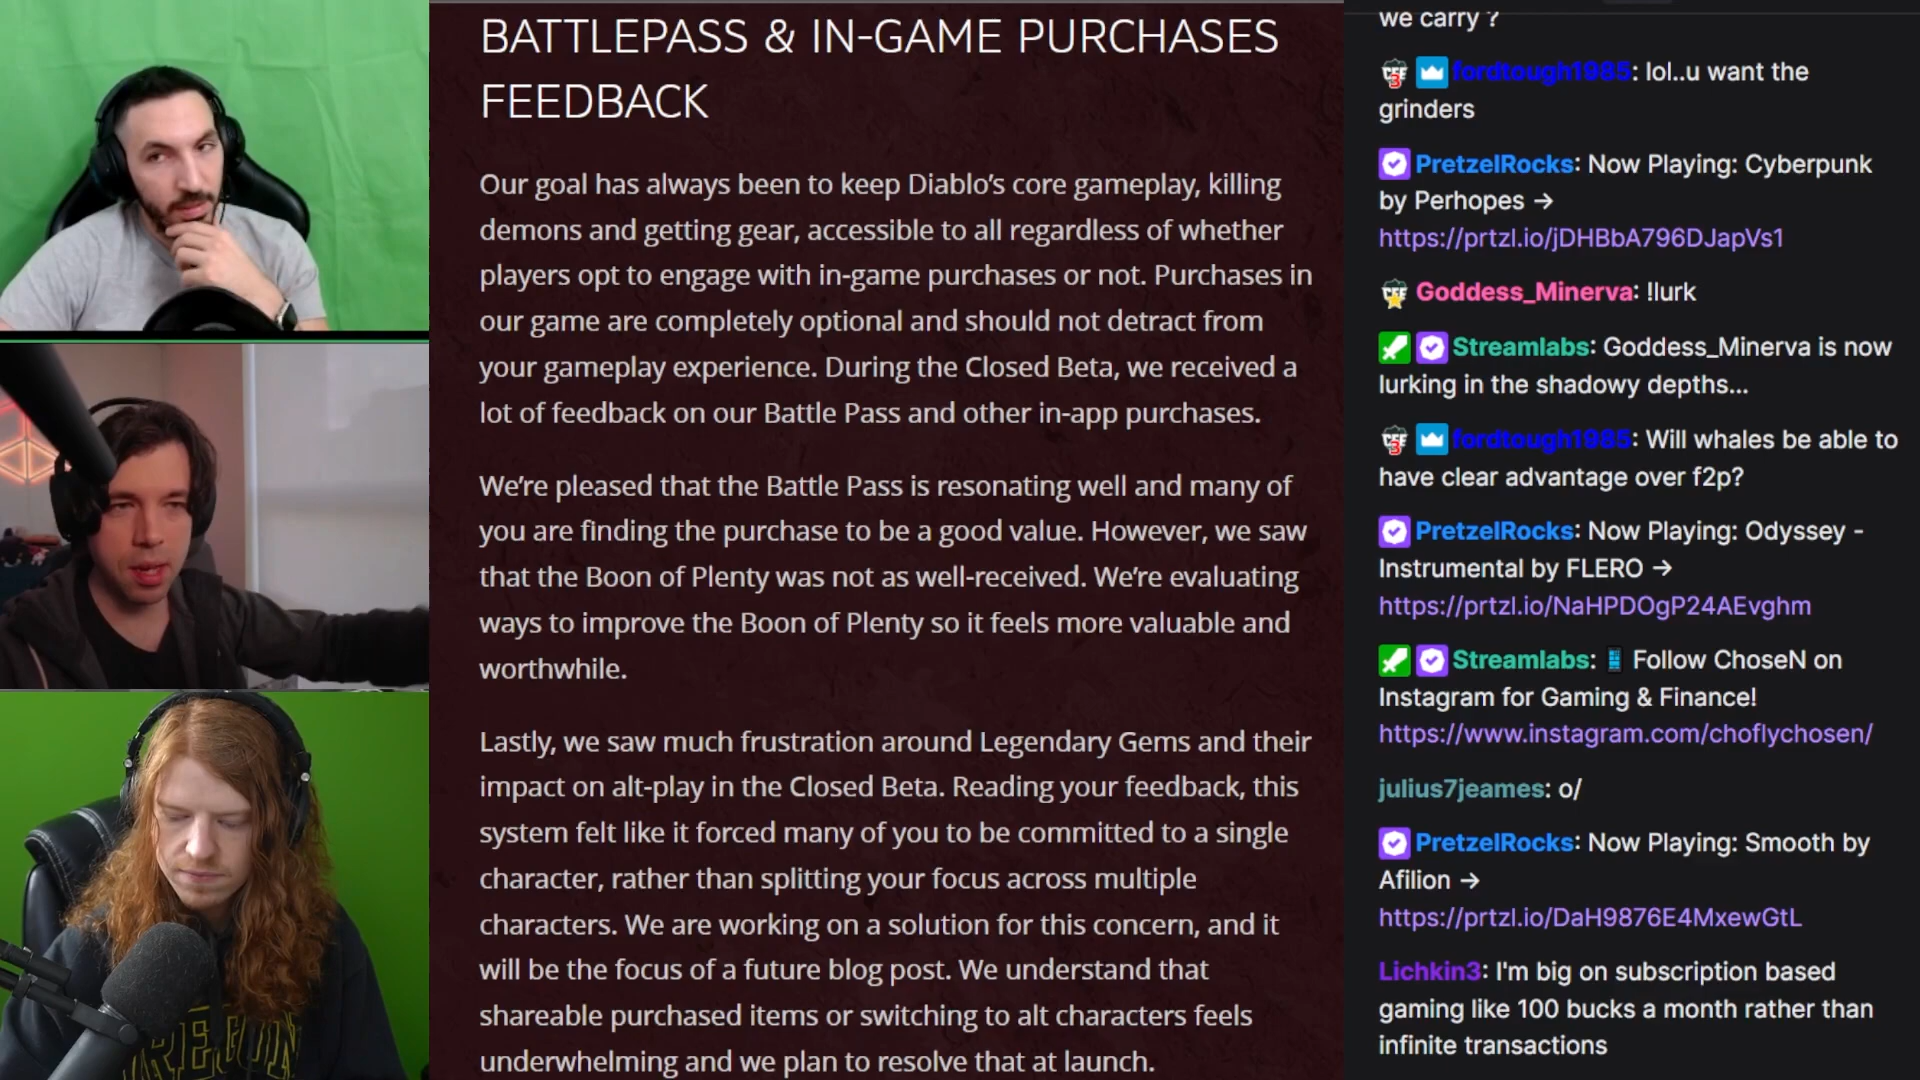 BATTLEPASS & IN-GAME PURCHASES
FEEDBACK
Our goal has always been to keep Diablo's core gameplay, killing
demons and getting gear, accessible to all regardless of whether
players opt to engage with in-game purchases or not. Purchases in
our game are completely optional and should not detract from
your gameplay experience. During the Closed Beta, we received a
lot of feedback on our Battle Pass and other in-app purchases.
We're pleased that the Battle Pass is resonating well and many of
you are finding the purchase to be a good value. However, we saw
that the Boon of Plenty was not as well-received. We're evaluating
ways to improve the Boon of Plenty so it feels more valuable and
worthwhile.
Lastly, we saw much frustration around Legendary Gems and their
impact on alt-play in the Closed Beta. Reading your feedback, this
system felt like it forced many of you to be committed to a single
character, rather than splitting your focus across multiple
characters. We are working on a solution for this concern, and it
will be the focus of a future blog post. We understand that
shareable purchased items or switching to alt characters feels
underwhelming and we plan to resolve that at launch.
we carry ?
fordtough1985: lol..u want the
grinders
PretzelRocks: Now Playing: Cyberpunk
by Perhopes →
https://prtzl.io/jDHBbA796DJapVs1
Goddess_Minerva: !lurk
Streamlabs: Goddess_Minerva is now
lurking in the shadowy depths...
fordtough1985: Will whales be able to
have clear advantage over f2p?
PretzelRocks: Now Playing: Odyssey -
Instrumental by FLERO →
https://prtzl.io/NaHPDOgP24AEvghm
Streamlabs: Follow ChoseN on
Instagram for Gaming & Finance!
https://www.instagram.com/choflychosen/
julius7jeames: o/
PretzelRocks: Now Playing: Smooth by
Afilion →
https://prtzl.io/DaH9876E4MxewGtL
Lichkin3: I'm big on subscription based
gaming like 100 bucks a month rather than
infinite transactions
OREGON